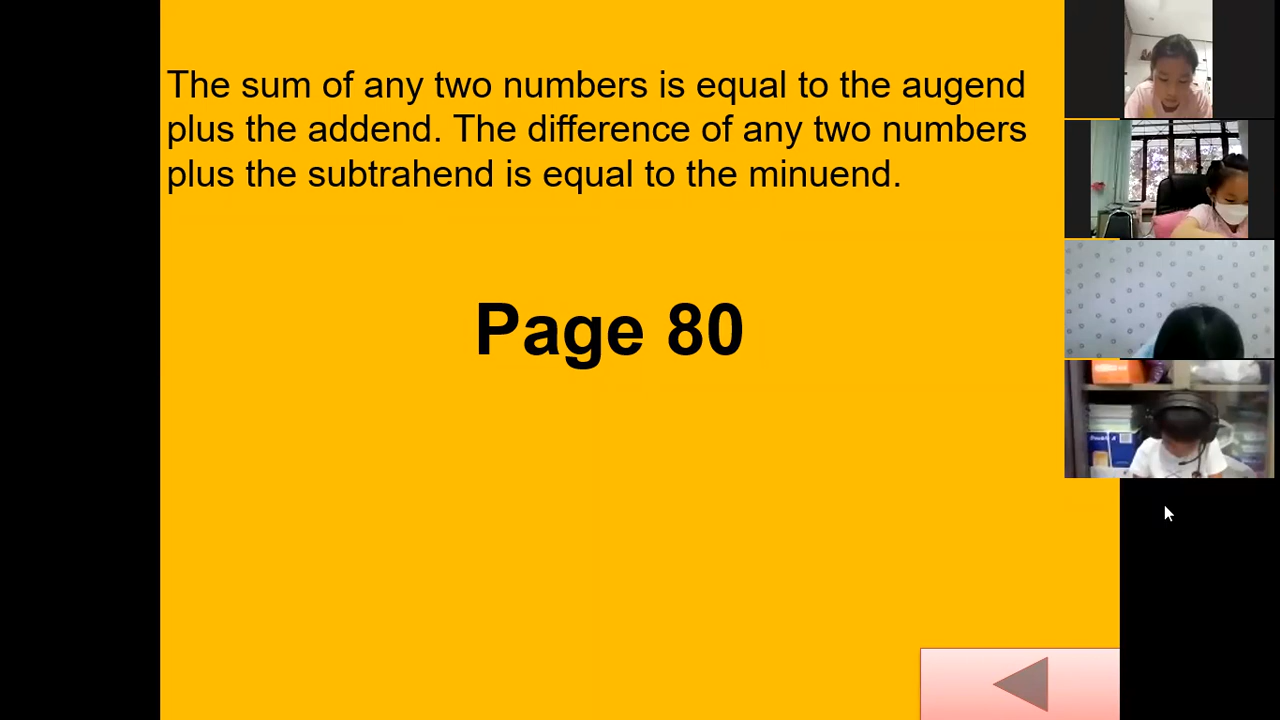 The sum of any two numbers is equal to the augend
plus the addend. The difference of any two numbers
plus the subtrahend is equal to the minuend.
Page 80